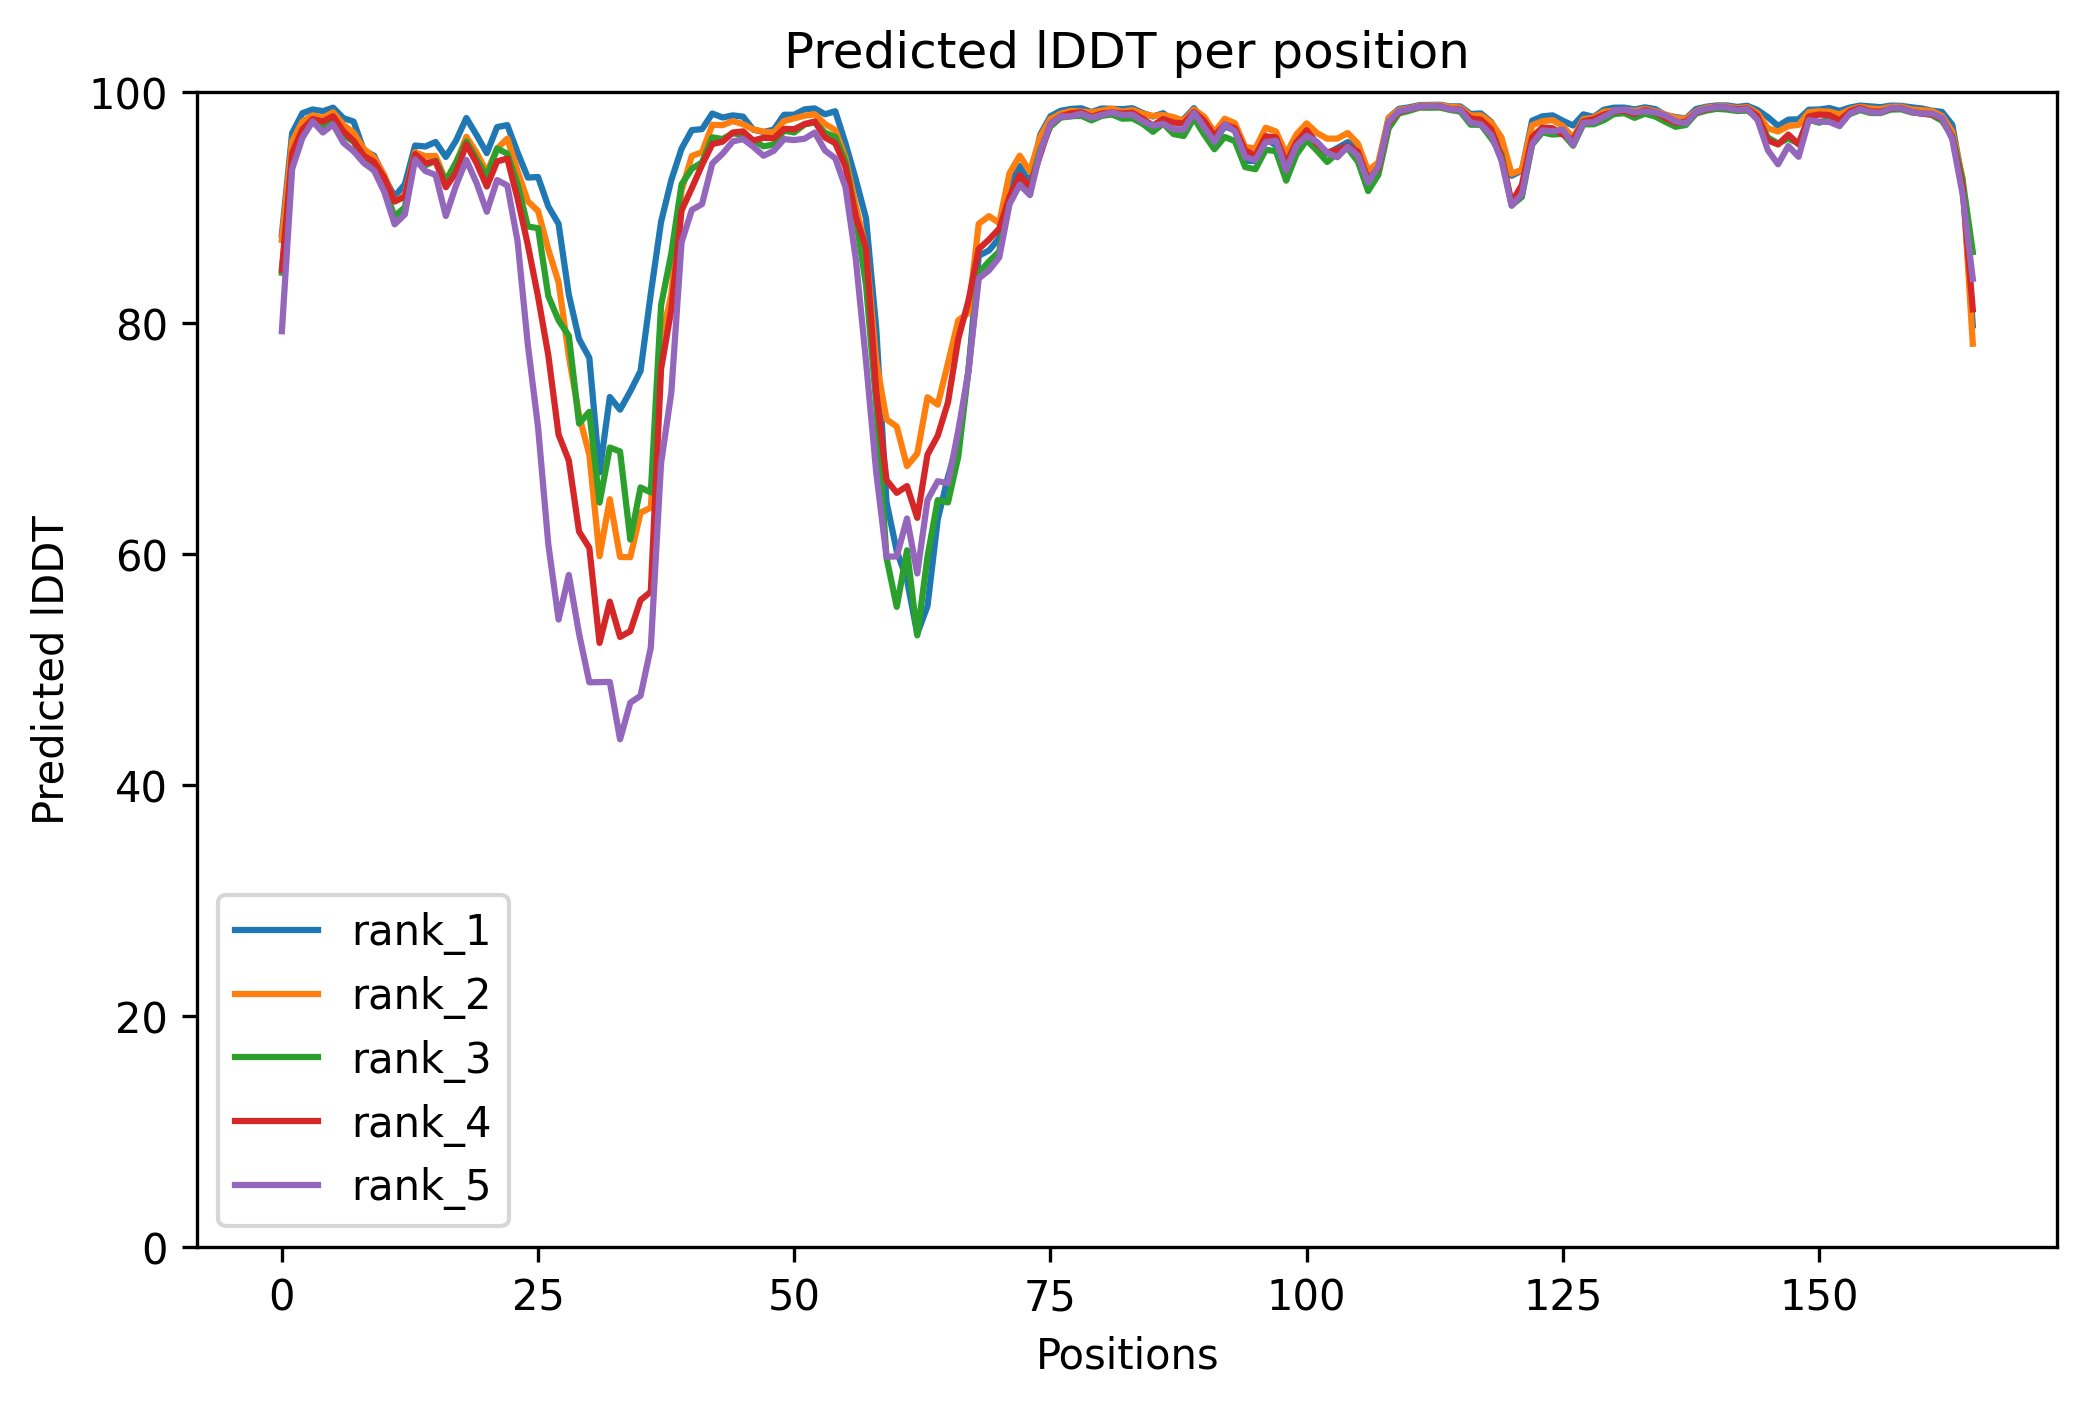 Predicted lDDT per position
100
80
60
40
20
0
Predicted lDDT
rank_1
rank_2
rank_3
rank_4
rank_5
0 25 50 75 100 125 150
Positions